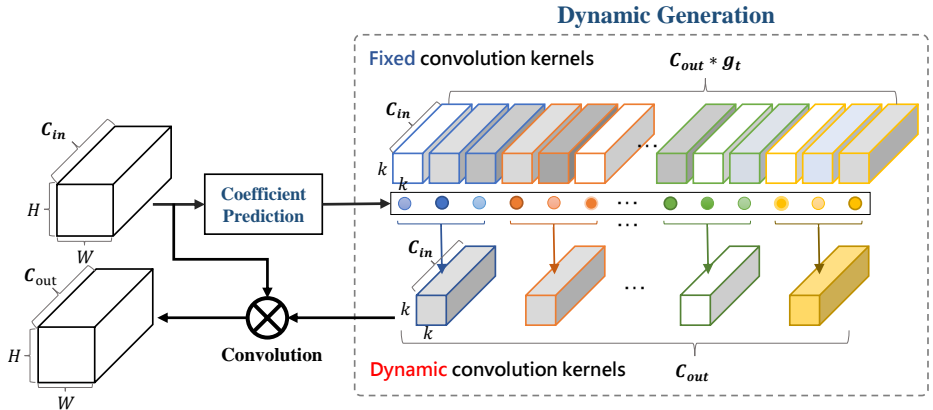 Dynamic Generation
Fixed convolution kernels
C_out * g_t
C_in
C_in
k
k
H
W
Coefficient
Prediction
...
...
C_in
C_out
k
k
...
H
W
Convolution
Dynamic convolution kernels
C_out